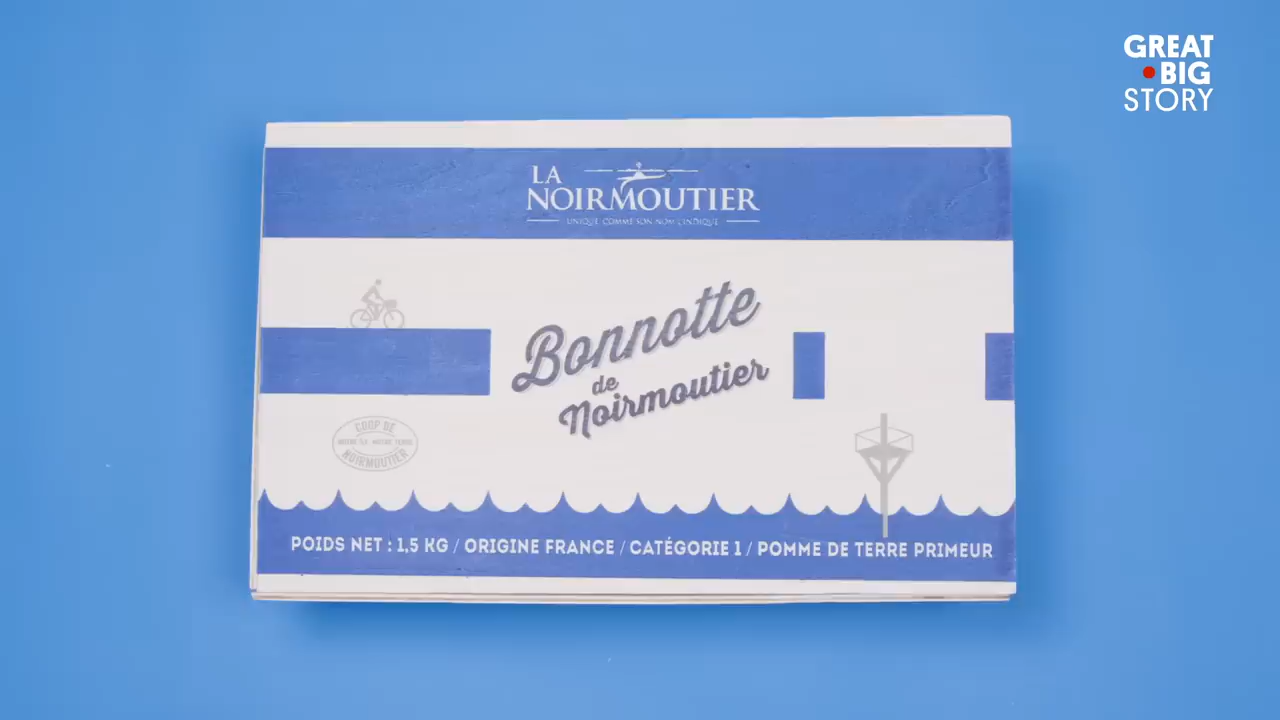 GREAT
BIG
STORY
LA
NOIRMOUTIER
UNIQUE COMME SON NOM L'INDIQUE
Bonnotte
de
Noirmoutier
COOP DE
NOIRMOUTIER
POIDS NET : 1,5 KG / ORIGINE FRANCE / CATÉGORIE 1 / POMME DE TERRE PRIMEUR